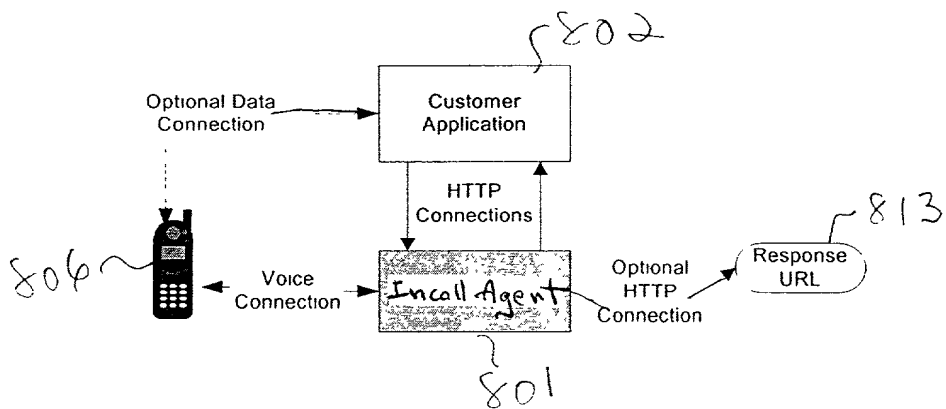 802
Optional Data
Connection
Customer
Application
HTTP
Connections
813
Response
URL
806
Voice
Connection
Incall Agent
Optional
HTTP
Connection
801